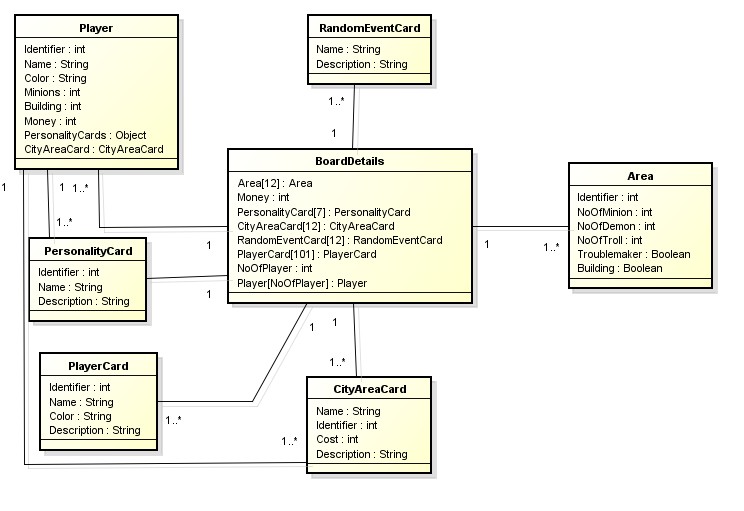 Player
Identifier : int
Name : String
Color : String
Minions : int
Building : int
Money : int
PersonalityCards : Object
CityAreaCard : CityAreaCard
RandomEventCard
Name : String
Description : String
1..*
1
BoardDetails
Area[12] : Area
Money : int
PersonalityCard[7] : PersonalityCard
CityAreaCard[12] : CityAreaCard
RandomEventCard[12] : RandomEventCard
PlayerCard[101] : PlayerCard
NoOfPlayer : int
Player[NoOfPlayer] : Player
Area
Identifier : int
NoOfMinion : int
NoOfDemon : int
NoOfTroll : int
Troublemaker : Boolean
Building : Boolean
1
1..*
1
1
1..*
1..*
1
PersonalityCard
Identifier : int
Name : String
Description : String
1
PlayerCard
Identifier : int
Name : String
Color : String
Description : String
1..*
1
1
1..*
1..*
CityAreaCard
Name : String
Identifier : int
Cost : int
Description : String